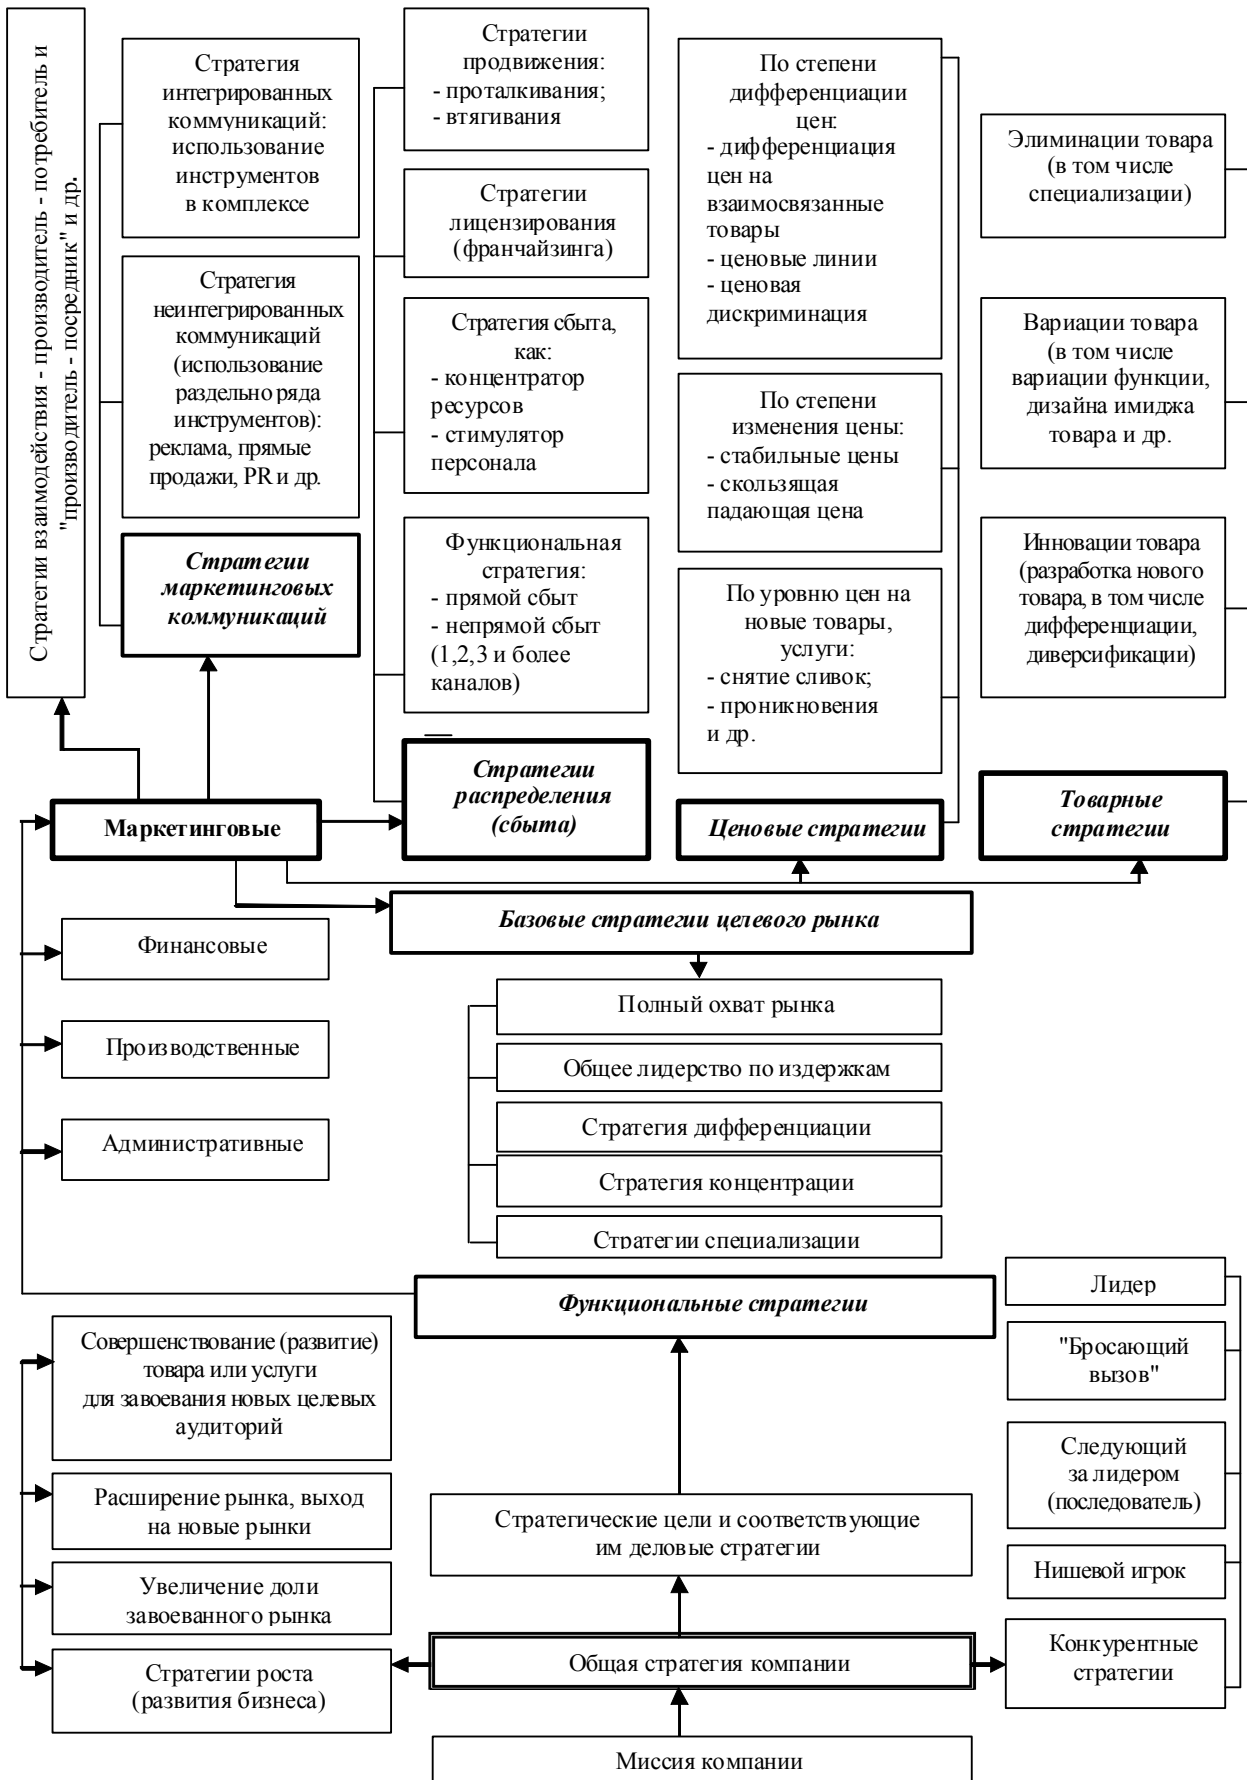 Стратегии взаимодействия - производитель - потребитель и
"производитель - посредник" и др.
Стратегия
интегрированных
коммуникаций:
использование
инструментов
в комплексе
Стратегия
неинтегрированных
коммуникаций
(использование
раздельно ряда
инструментов):
реклама, прямые
продажи, PR и др.
Стратегии
маркетинговых
коммуникаций
Стратегии
продвижения:
- проталкивания;
- втягивания
Стратегии
лицензирования
(франчайзинга)
Стратегия сбыта,
как:
- концентратор
ресурсов
- стимулятор
персонала
Функциональная
стратегия:
- прямой сбыт
- непрямой сбыт
(1,2,3 и более
каналов)
Стратегии
распределения
(сбыта)
По степени
дифференциации
цен:
- дифференциация
цен на
взаимосвязанные
товары
- ценовые линии
- ценовая
дискриминация
По степени
изменения цены:
- стабильные цены
- скользящая
падающая цена
По уровню цен на
новые товары,
услуги:
- снятие сливок;
- проникновения
и др.
Ценовые стратегии
Элиминации товара
(в том числе
специализации)
Вариации товара
(в том числе
вариации функции,
дизайна имиджа
товара и др.
Инновации товара
(разработка нового
товара, в том числе
дифференциации,
диверсификации)
Товарные
стратегии
Маркетинговые
Базовые стратегии целевого рынка
Финансовые
Производственные
Административные
Полный охват рынка
Общее лидерство по издержкам
Стратегия дифференциации
Стратегия концентрации
Стратегии специализации
Функциональные стратегии
Совершенствование (развитие)
товара или услуги
для завоевания новых целевых
аудиторий
Расширение рынка, выход
на новые рынки
Увеличение доли
завоеванного рынка
Стратегии роста
(развития бизнеса)
Стратегические цели и соответствующие
им деловые стратегии
Общая стратегия компании
Миссия компании
Лидер
"Бросающий
вызов"
Следующий
за лидером
(последователь)
Нишевой игрок
Конкурентные
стратегии